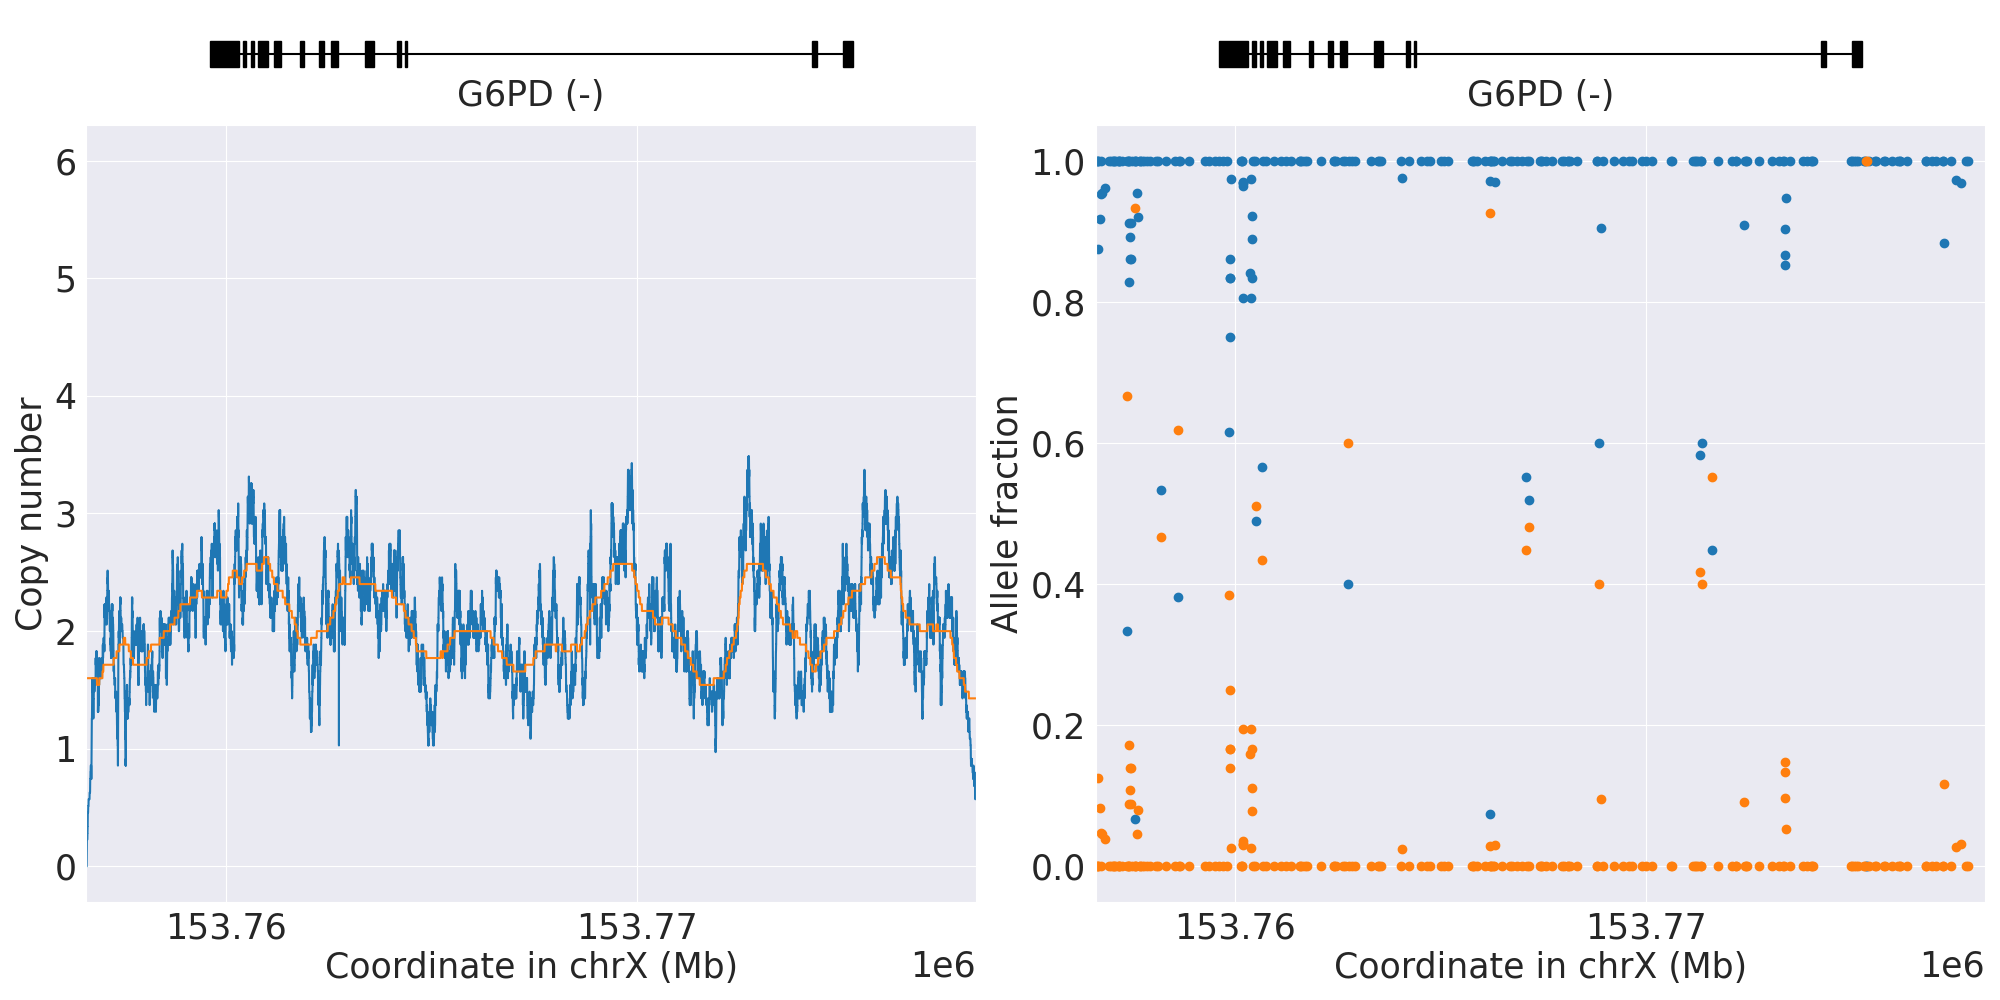 G6PD (-)
6
5
4
3
2
1
0
Copy number
153.76
153.77
Coordinate in chrX (Mb)
1e6
G6PD (-)
1.0
0.8
0.6
0.4
0.2
0.0
Allele fraction
153.76
153.77
Coordinate in chrX (Mb)
1e6